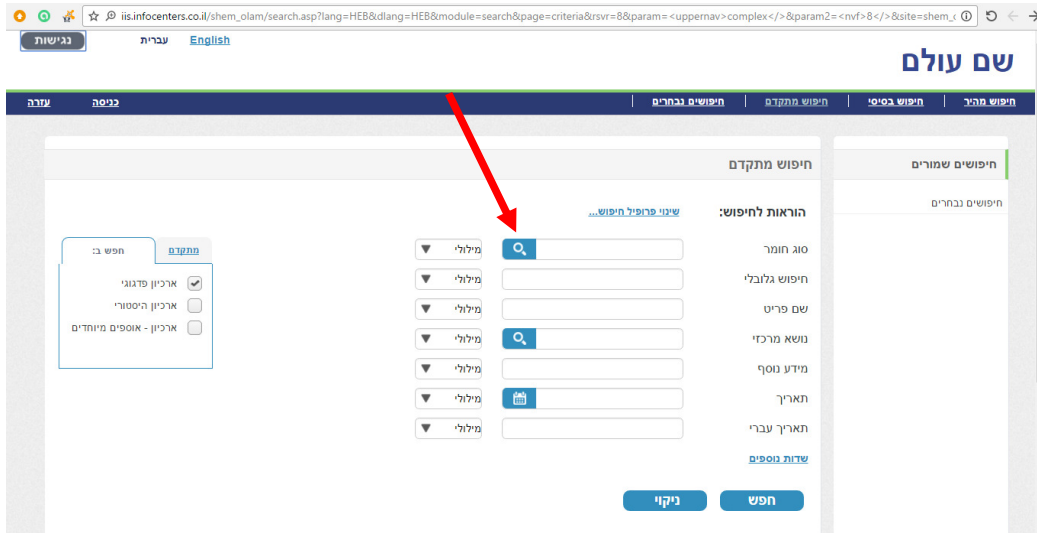 iis.infocenters.co.il/shem_olam/search.asp?lang=HEB&dlang=HEB&module=search&page=criteria&rsvr=8&param=<uppernav>complex</>&param2=<nvf>8</>&site=shem_
נגישות עברית English
שם עולם
חיפוש מהיר | חיפוש בסיסי | חיפוש מתקדם | חיפושים נבחרים כניסה עזרה
חיפושים שמורים
חיפושים נבחרים
חיפוש מתקדם
הוראות לחיפוש: שינוי פרופיל חיפוש...
סוג חומר מילולי
חיפוש גלובלי מילולי
שם פריט מילולי
נושא מרכזי מילולי
מידע נוסף מילולי
תאריך מילולי
תאריך עברי מילולי
שדות נוספים
חפש ניקוי
מתקדם חפש ב:
ארכיון פדגוגי
ארכיון היסטורי
ארכיון - אוספים מיוחדים